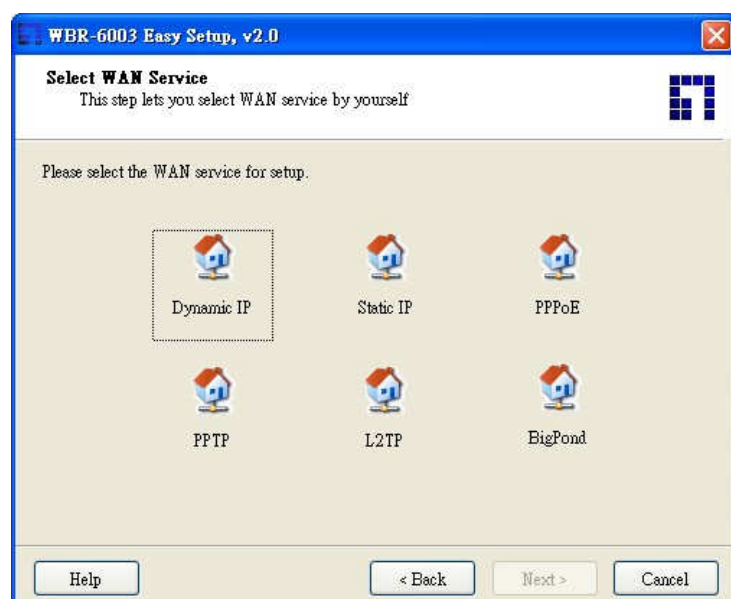 WBR-6003 Easy Setup, v2.0
Select WAN Service
This step lets you select WAN service by yourself
Please select the WAN service for setup.
Dynamic IP
Static IP
PPPoE
PPTP
L2TP
BigPond
Help
< Back
Next >
Cancel